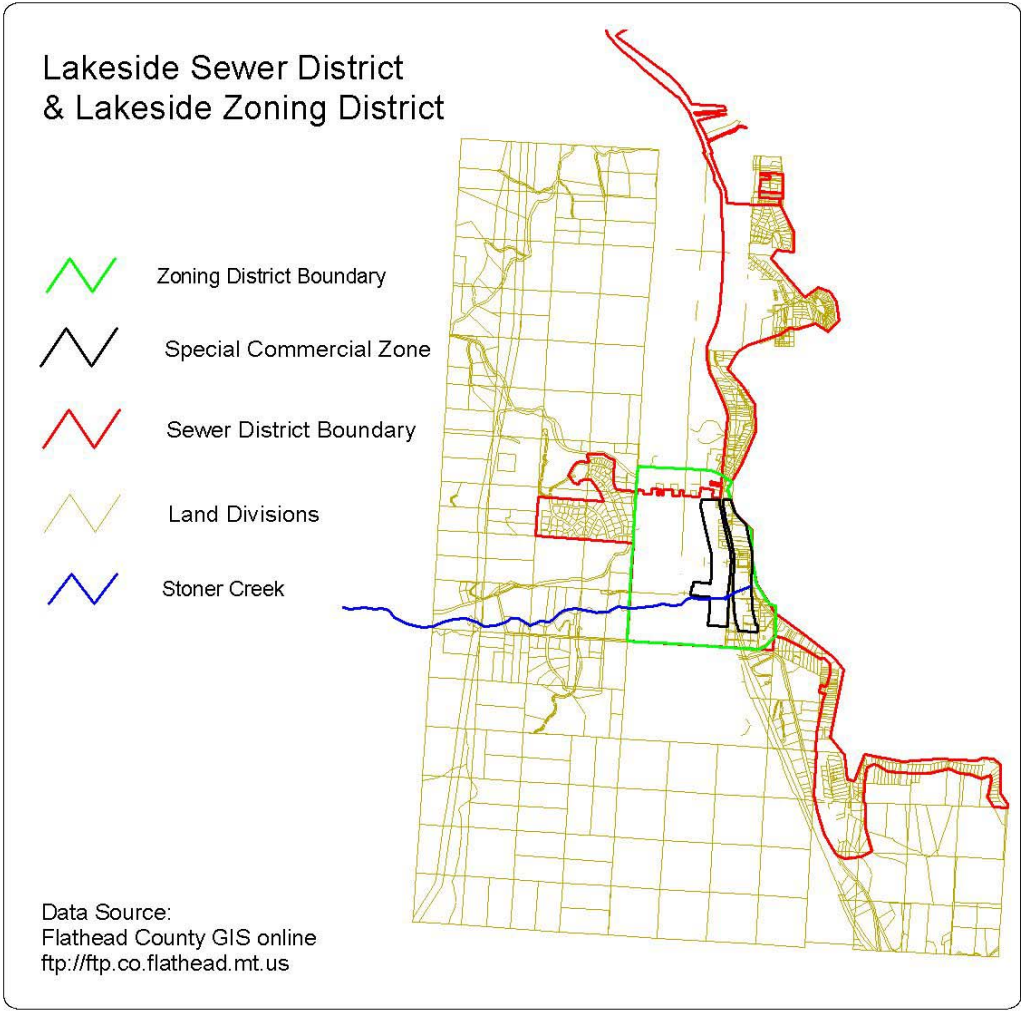 Lakeside Sewer District
& Lakeside Zoning District
Zoning District Boundary
Special Commercial Zone
Sewer District Boundary
Land Divisions
Stoner Creek
Data Source:
Flathead County GIS online
ftp://ftp.co.flathead.mt.us